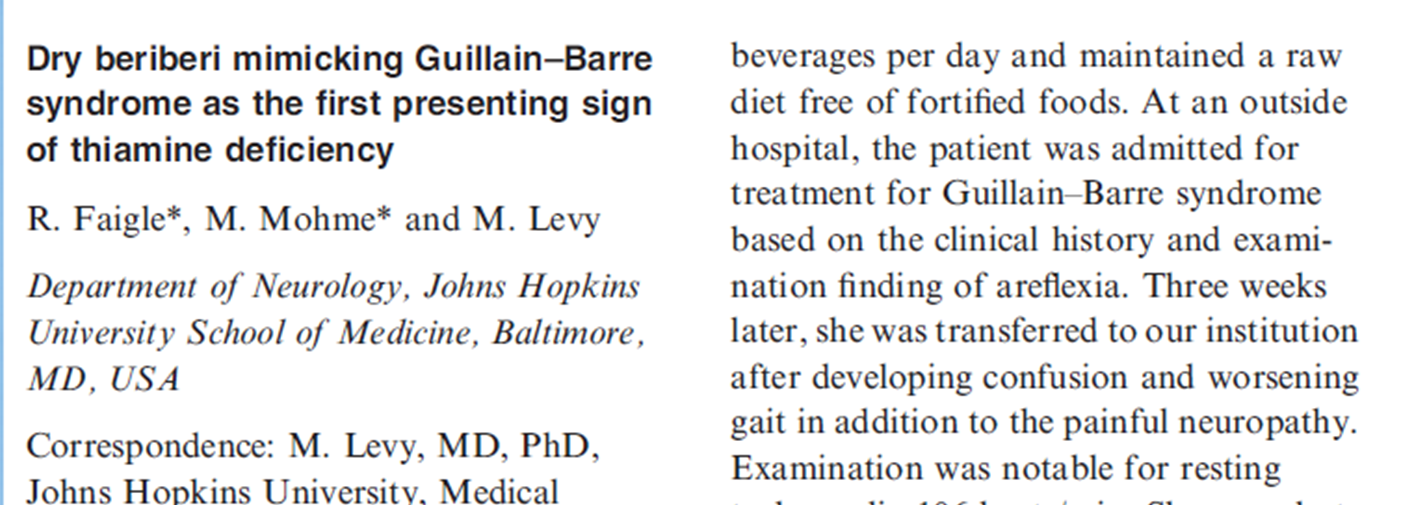 Dry beriberi mimicking Guillain–Barre
syndrome as the first presenting sign
of thiamine deficiency
R. Faigle*, M. Mohme* and M. Levy
Department of Neurology, Johns Hopkins
University School of Medicine, Baltimore,
MD, USA
Correspondence: M. Levy, MD, PhD,
Johns Hopkins University, Medical
beverages per day and maintained a raw
diet free of fortified foods. At an outside
hospital, the patient was admitted for
treatment for Guillain–Barre syndrome
based on the clinical history and exami-
nation finding of areflexia. Three weeks
later, she was transferred to our institution
after developing confusion and worsening
gait in addition to the painful neuropathy.
Examination was notable for resting